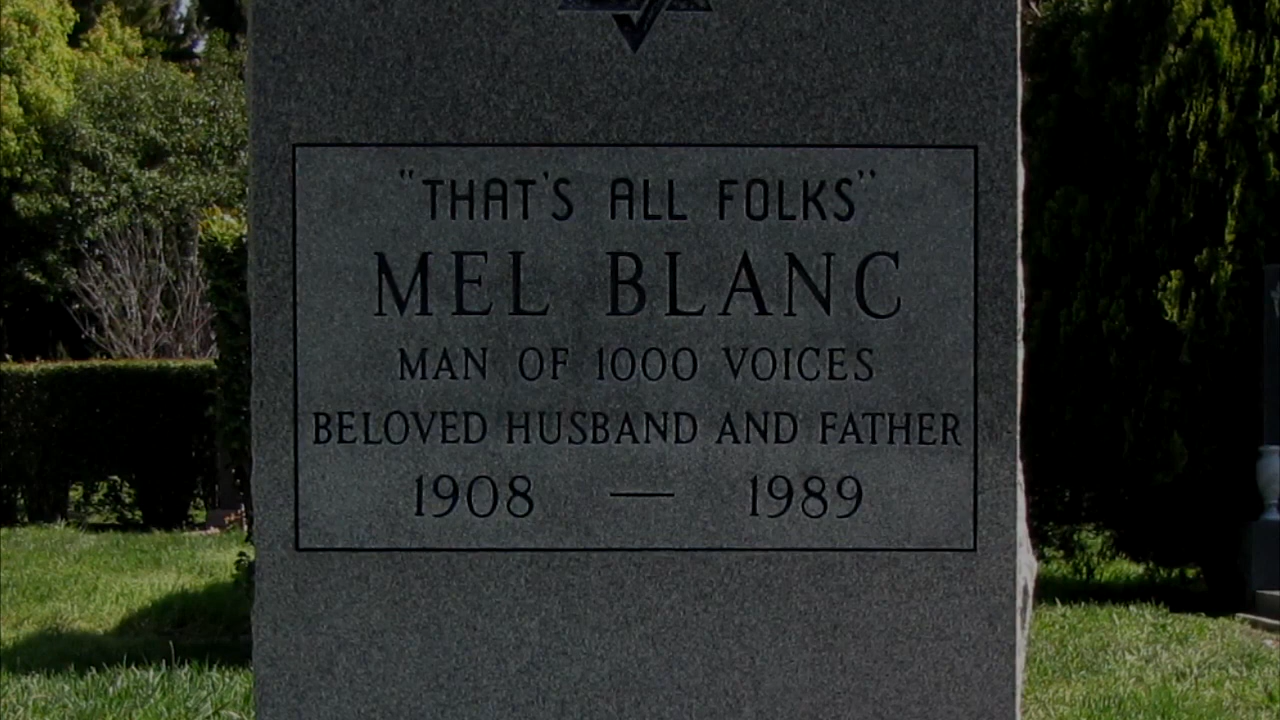 "THAT'S ALL FOLKS"
MEL BLANC
MAN OF 1000 VOICES
BELOVED HUSBAND AND FATHER
1908 — 1989